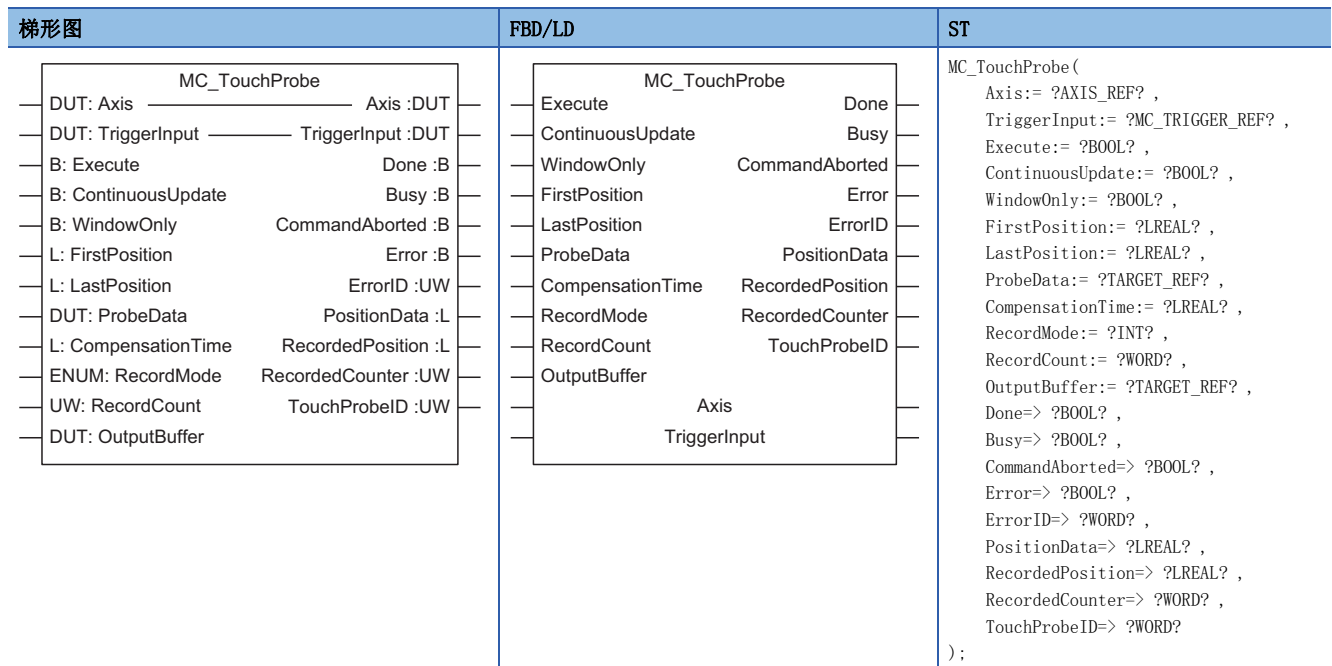 梯形图
FBD/LD
ST
MC_TouchProbe
DUT: Axis Axis :DUT
DUT: TriggerInput TriggerInput :DUT
B: Execute Done :B
B: ContinuousUpdate Busy :B
B: WindowOnly CommandAborted :B
L: FirstPosition Error :B
L: LastPosition ErrorID :UW
DUT: ProbeData PositionData :L
L: CompensationTime RecordedPosition :L
ENUM: RecordMode RecordedCounter :UW
UW: RecordCount TouchProbeID :UW
DUT: OutputBuffer
MC_TouchProbe
Execute Done
ContinuousUpdate Busy
WindowOnly CommandAborted
FirstPosition Error
LastPosition ErrorID
ProbeData PositionData
CompensationTime RecordedPosition
RecordMode RecordedCounter
RecordCount TouchProbeID
OutputBuffer
Axis
TriggerInput
MC_TouchProbe(
Axis:= ?AXIS_REF? ,
TriggerInput:= ?MC_TRIGGER_REF? ,
Execute:= ?BOOL? ,
ContinuousUpdate:= ?BOOL? ,
WindowOnly:= ?BOOL? ,
FirstPosition:= ?LREAL? ,
LastPosition:= ?LREAL? ,
ProbeData:= ?TARGET_REF? ,
CompensationTime:= ?LREAL? ,
RecordMode:= ?INT? ,
RecordCount:= ?WORD? ,
OutputBuffer:= ?TARGET_REF? ,
Done=> ?BOOL? ,
Busy=> ?BOOL? ,
CommandAborted=> ?BOOL? ,
Error=> ?BOOL? ,
ErrorID=> ?WORD? ,
PositionData=> ?LREAL? ,
RecordedPosition=> ?LREAL? ,
RecordedCounter=> ?WORD? ,
TouchProbeID=> ?WORD?
);